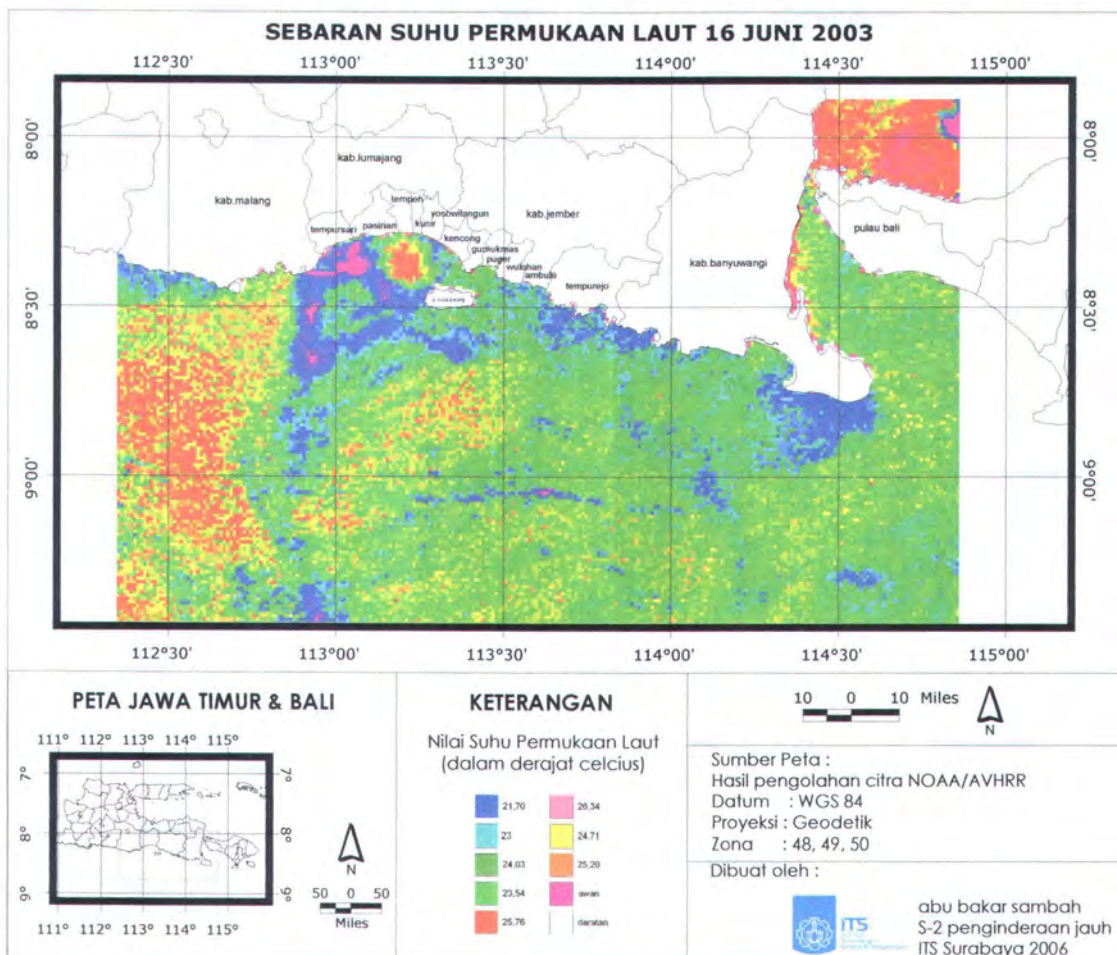 SEBARAN SUHU PERMUKAAN LAUT 16 JUNI 2003
112°30' 113°00' 113°30' 114°00' 114°30' 115°00'
8°00' 8°00'
kab.lumajang
tempeh
kab.malang
yosowilangun
kab.jember
tempursari pasirian kunir
kencong
pulau bali
gumukmas
puger
kab.banyuwangi
wuluhan
ambulu
tempurejo
8°30' 8°30'
9°00' 9°00'
112°30' 113°00' 113°30' 114°00' 114°30' 115°00'
PETA JAWA TIMUR & BALI
111° 112° 113° 114° 115°
7° 7°
8° 8°
9° 9°
N
50 0 50
Miles
111° 112° 113° 114° 115°
KETERANGAN
Nilai Suhu Permukaan Laut
(dalam derajat celcius)
21,70 26,34
23 24.71
24.03 25,20
23,54 awan
25,76 daratan
10 0 10 Miles
N
Sumber Peta :
Hasil pengolahan citra NOAA/AVHRR
Datum : WGS 84
Proyeksi : Geodetik
Zona : 48, 49, 50
Dibuat oleh :
ITS
abu bakar sambah
S-2 penginderaan jauh
ITS Surabaya 2006